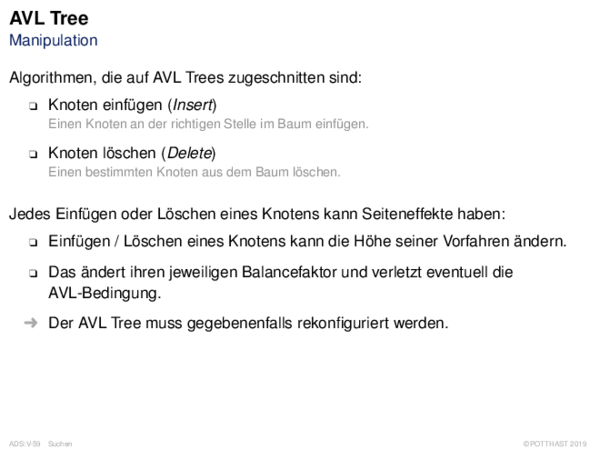 AVL Tree
Manipulation
Algorithmen, die auf AVL Trees zugeschnitten sind:
❑ Knoten einfügen (Insert)
Einen Knoten an der richtigen Stelle im Baum einfügen.
❑ Knoten löschen (Delete)
Einen bestimmten Knoten aus dem Baum löschen.
Jedes Einfügen oder Löschen eines Knotens kann Seiteneffekte haben:
❑ Einfügen / Löschen eines Knotens kann die Höhe seiner Vorfahren ändern.
❑ Das ändert ihren jeweiligen Balancefaktor und verletzt eventuell die
AVL-Bedingung.
➜ Der AVL Tree muss gegebenenfalls rekonfiguriert werden.
ADS:V-59 Suchen
©POTTHAST 2019